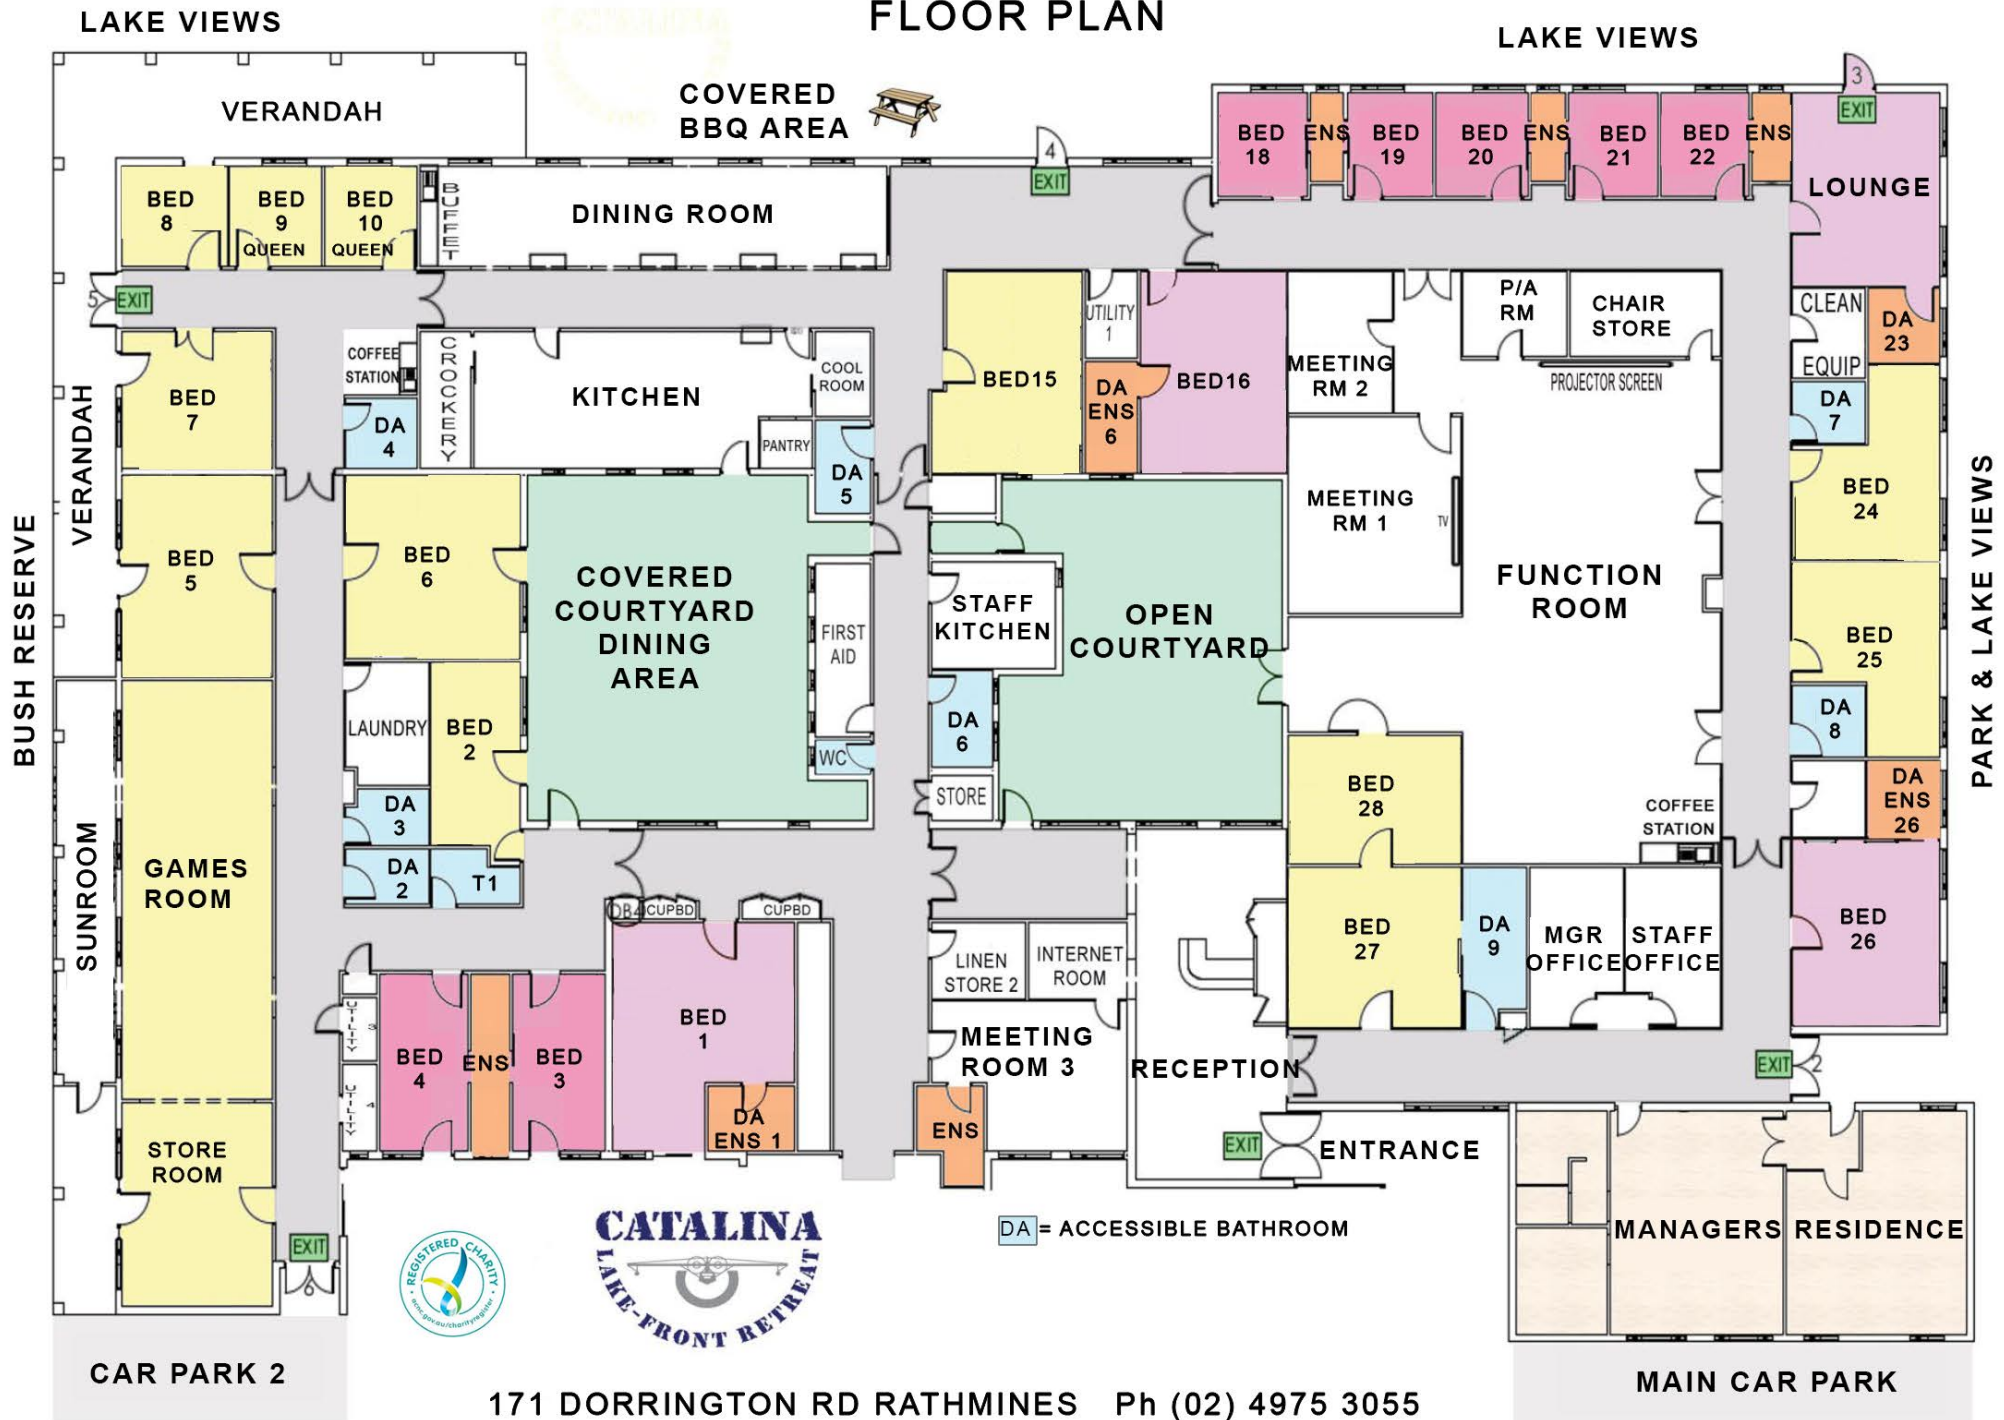 FLOOR PLAN
LAKE VIEWS
LAKE VIEWS
VERANDAH
COVERED
BBQ AREA
3
EXIT
4
EXIT
BED
18
ENS
BED
19
BED
20
ENS
BED
21
BED
22
ENS
LOUNGE
BED
8
BED
9
QUEEN
BED
10
QUEEN
BUFFET
DINING ROOM
5
EXIT
COFFEE
STATION
CROCKERY
KITCHEN
COOL
ROOM
PANTRY
BED15
UTILITY
1
DA
ENS
6
BED16
MEETING
RM 2
P/A
RM
CHAIR
STORE
PROJECTOR SCREEN
CLEAN
EQUIP
DA
23
DA
7
BED
24
VERANDAH
BED
7
DA
4
DA
5
BED
5
BED
6
COVERED
COURTYARD
DINING
AREA
FIRST
AID
WC
STAFF
KITCHEN
OPEN
COURTYARD
MEETING
RM 1
TV
FUNCTION
ROOM
BED
25
DA
8
BUSH RESERVE
PARK & LAKE VIEWS
LAUNDRY
BED
2
DA
3
DA
2
T1
DA
6
STORE
BED
28
COFFEE
STATION
DA
ENS
26
SUNROOM
GAMES
ROOM
DB4
CUPBD
CUPBD
BED
1
DA
ENS 1
LINEN
STORE 2
INTERNET
ROOM
MEETING
ROOM 3
ENS
RECEPTION
BED
27
DA
9
MGR
OFFICE
STAFF
OFFICE
BED
26
EXIT
2
UTILITY
3
UTILITY
4
BED
4
ENS
BED
3
STORE
ROOM
EXIT
6
EXIT
ENTRANCE
MANAGERS RESIDENCE
REGISTERED CHARITY
acnc.gov.au/charityregister
CATALINA
LAKE-FRONT RETREAT
DA = ACCESSIBLE BATHROOM
CAR PARK 2
MAIN CAR PARK
171 DORRINGTON RD RATHMINES Ph (02) 4975 3055